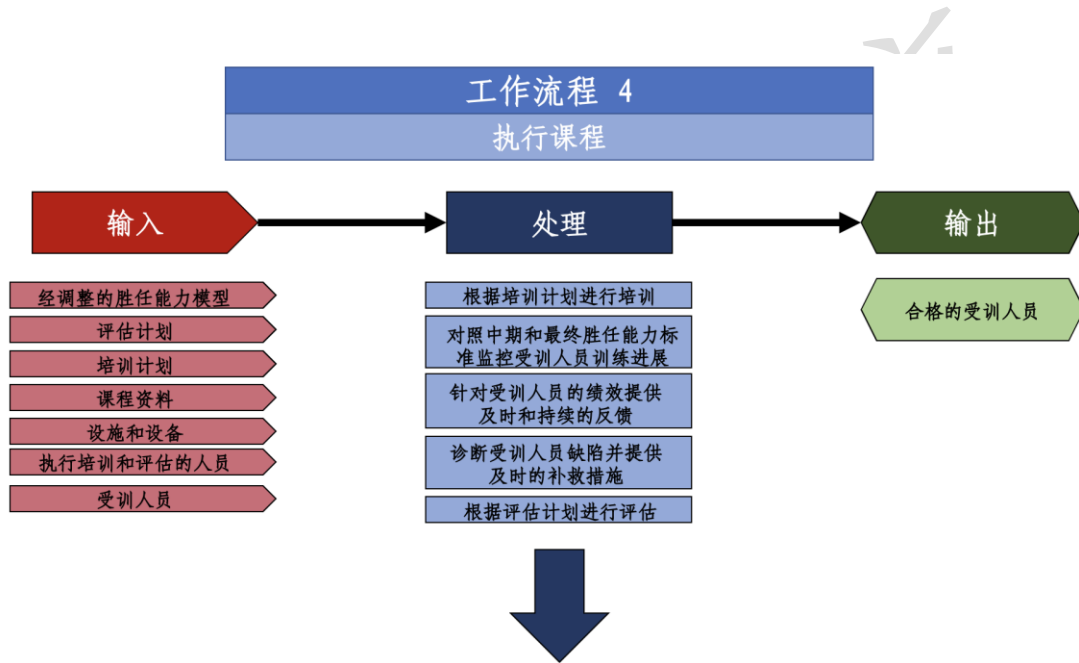 工作流程 4
执行课程
输入
处理
输出
经调整的胜任能力模型
评估计划
培训计划
课程资料
设施和设备
执行培训和评估的人员
受训人员
根据培训计划进行培训
对照中期和最终胜任能力标
准监控受训人员训练进展
针对受训人员的绩效提供
及时和持续的反馈
诊断受训人员缺陷并提供
及时的补救措施
根据评估计划进行评估
合格的受训人员